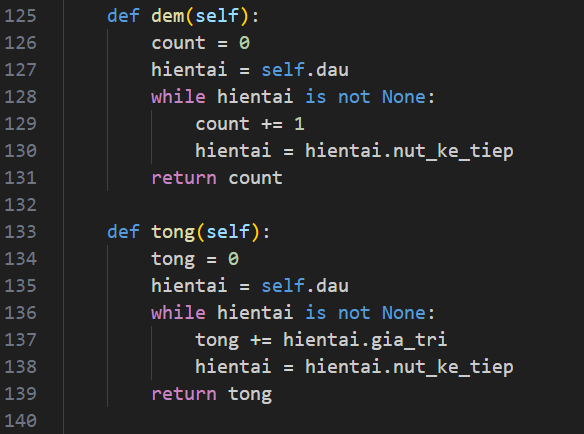 125 def dem(self):
126 count = 0
127 hientai = self.dau
128 while hientai is not None:
129 count += 1
130 hientai = hientai.nut_ke_tiep
131 return count
132
133 def tong(self):
134 tong = 0
135 hientai = self.dau
136 while hientai is not None:
137 tong += hientai.gia_tri
138 hientai = hientai.nut_ke_tiep
139 return tong
140